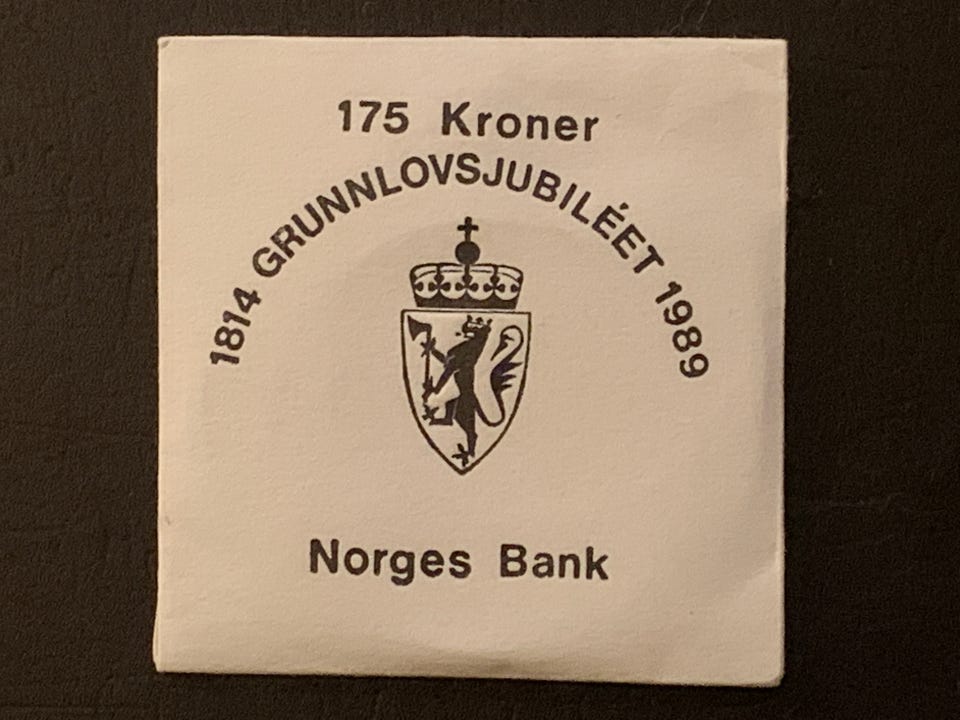 175 Kroner
1814 GRUNNLOVSJUBILÉET 1989
Norges Bank